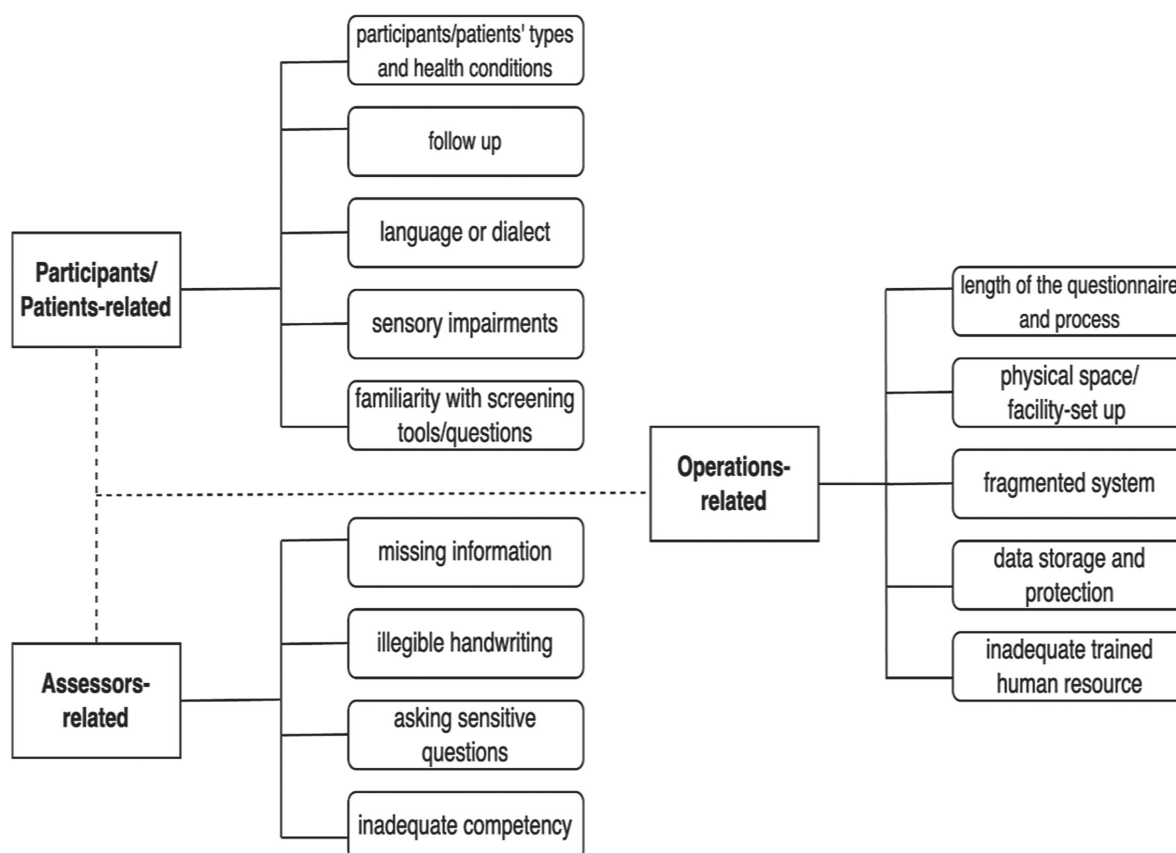 participants/patients' types
and health conditions
follow up
language or dialect
sensory impairments
familiarity with screening
tools/questions
Participants/
Patients-related
missing information
illegible handwriting
asking sensitive
questions
inadequate competency
Assessors-
related
Operations-
related
length of the questionnaire
and process
physical space/
facility-set up
fragmented system
data storage and
protection
inadequate trained
human resource